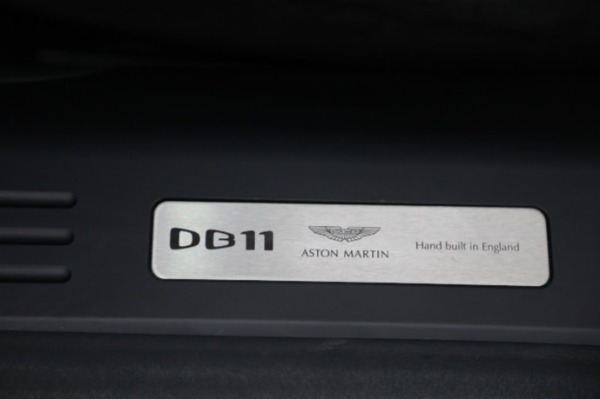 DB11
ASTON MARTIN
Hand built in England